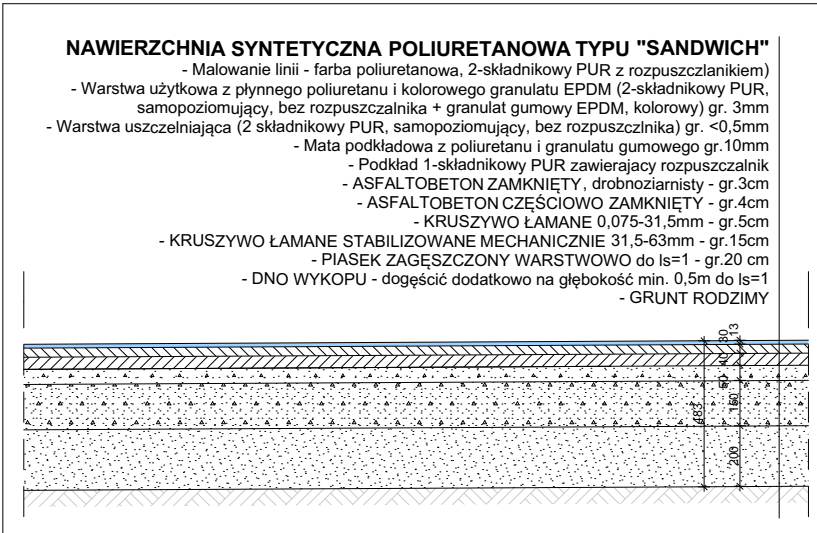 NAWIERZCHNIA SYNTETYCZNA POLIURETANOWA TYPU "SANDWICH"
- Malowanie linii - farba poliuretanowa, 2-składnikowy PUR z rozpuszczlanikiem)
- Warstwa użytkowa z płynnego poliuretanu i kolorowego granulatu EPDM (2-składnikowy PUR,
samopoziomujący, bez rozpuszczalnika + granulat gumowy EPDM, kolorowy) gr. 3mm
- Warstwa uszczelniająca (2 składnikowy PUR, samopoziomujący, bez rozpuszczlnika) gr. <0,5mm
- Mata podkładowa z poliuretanu i granulatu gumowego gr.10mm
- Podkład 1-składnikowy PUR zawierajacy rozpuszczalnik
- ASFALTOBETON ZAMKNIĘTY, drobnoziarnisty - gr.3cm
- ASFALTOBETON CZĘŚCIOWO ZAMKNIĘTY - gr.4cm
- KRUSZYWO ŁAMANE 0,075-31,5mm - gr.5cm
- KRUSZYWO ŁAMANE STABILIZOWANE MECHANICZNIE 31,5-63mm - gr.15cm
- PIASEK ZAGĘSZCZONY WARSTWOWO do Is=1 - gr.20 cm
- DNO WYKOPU - dogęścić dodatkowo na głębokość min. 0,5m do Is=1
- GRUNT RODZIMY
13
30
40
50
150
483
200